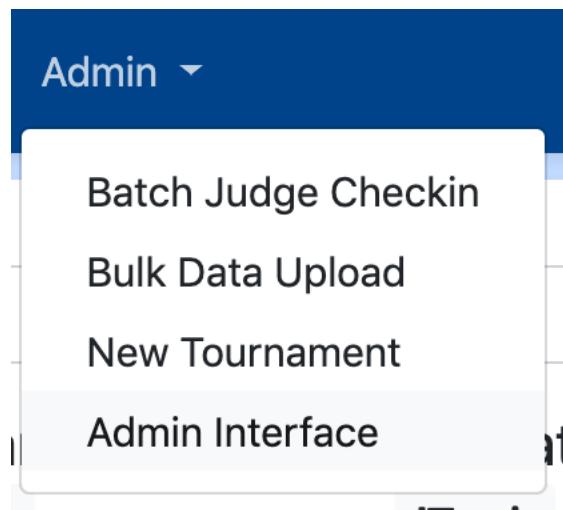 Admin
Batch Judge Checkin
Bulk Data Upload
New Tournament
Admin Interface